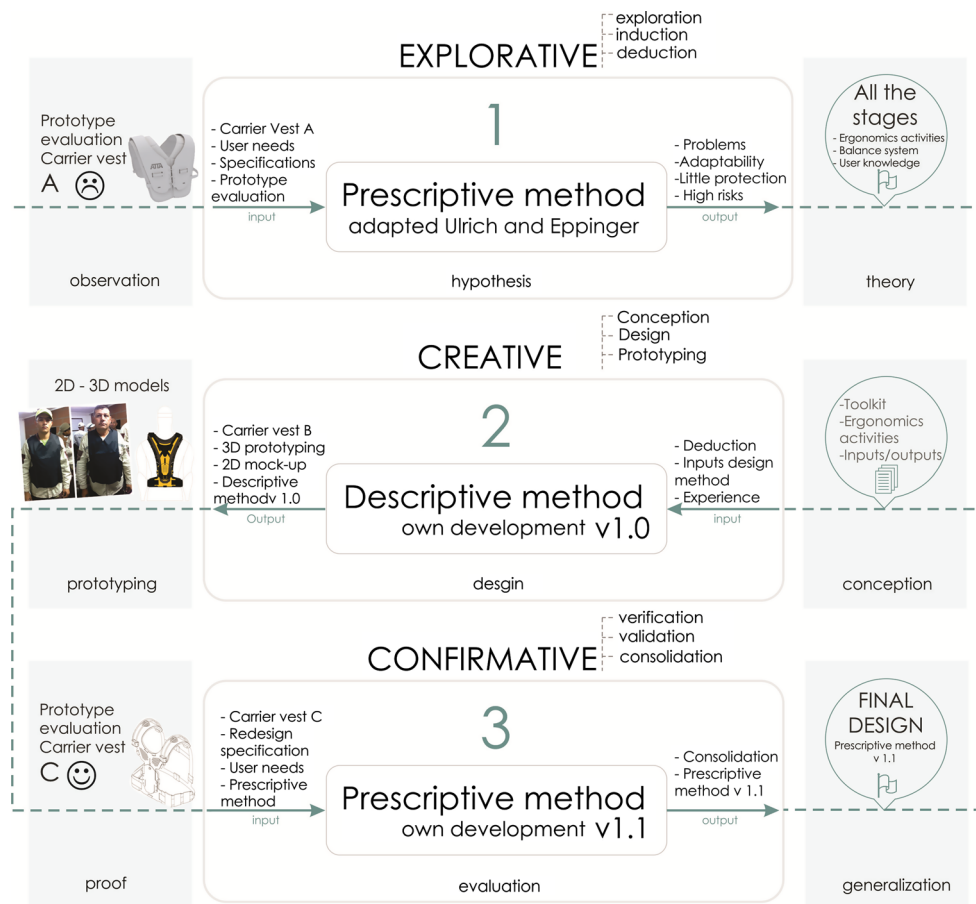 EXPLORATIVE
exploration
induction
deduction
Prototype
evaluation
Carrier vest
A
observation
- Carrier Vest A
- User needs
- Specifications
- Prototype
evaluation
input
1
Prescriptive method
adapted Ulrich and Eppinger
hypothesis
- Problems
-Adaptability
-Little protection
- High risks
output
All the
stages
- Ergonomics activities
- Balance system
- User knowledge
theory
CREATIVE
Conception
Design
Prototyping
2D - 3D models
prototyping
- Carrier vest B
- 3D prototyping
- 2D mock-up
- Descriptive
methodv 1.0
Output
2
Descriptive method
own development v1.0
desgin
- Deduction
- Inputs design
method
- Experience
input
-Toolkit
-Ergonomics
activities
-Inputs/outputs
conception
CONFIRMATIVE
verification
validation
consolidation
Prototype
evaluation
Carrier vest
C
proof
- Carrier vest C
- Redesign
specification
- User needs
- Prescriptive
method
input
3
Prescriptive method
own development v1.1
evaluation
- Consolidation
- Prescriptive
method v 1.1
output
FINAL
DESIGN
Prescriptive method
v 1.1
generalization